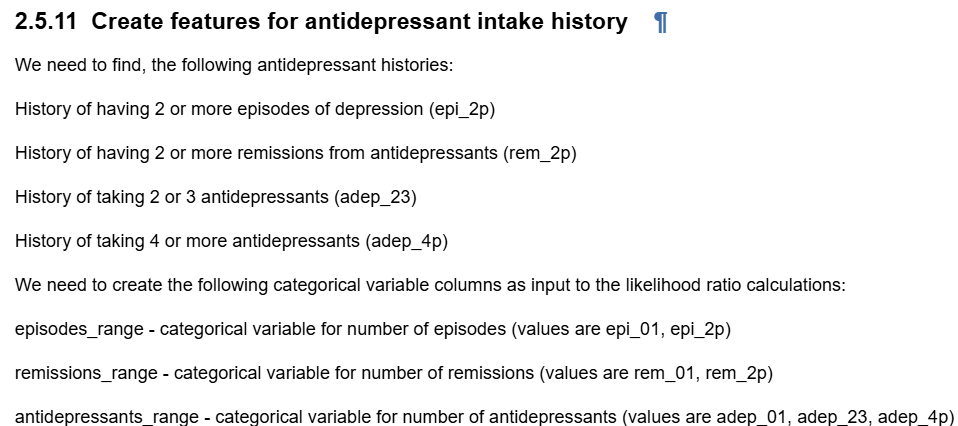 2.5.11 Create features for antidepressant intake history ¶
We need to find, the following antidepressant histories:
History of having 2 or more episodes of depression (epi_2p)
History of having 2 or more remissions from antidepressants (rem_2p)
History of taking 2 or 3 antidepressants (adep_23)
History of taking 4 or more antidepressants (adep_4p)
We need to create the following categorical variable columns as input to the likelihood ratio calculations:
episodes_range - categorical variable for number of episodes (values are epi_01, epi_2p)
remissions_range - categorical variable for number of remissions (values are rem_01, rem_2p)
antidepressants_range - categorical variable for number of antidepressants (values are adep_01, adep_23, adep_4p)